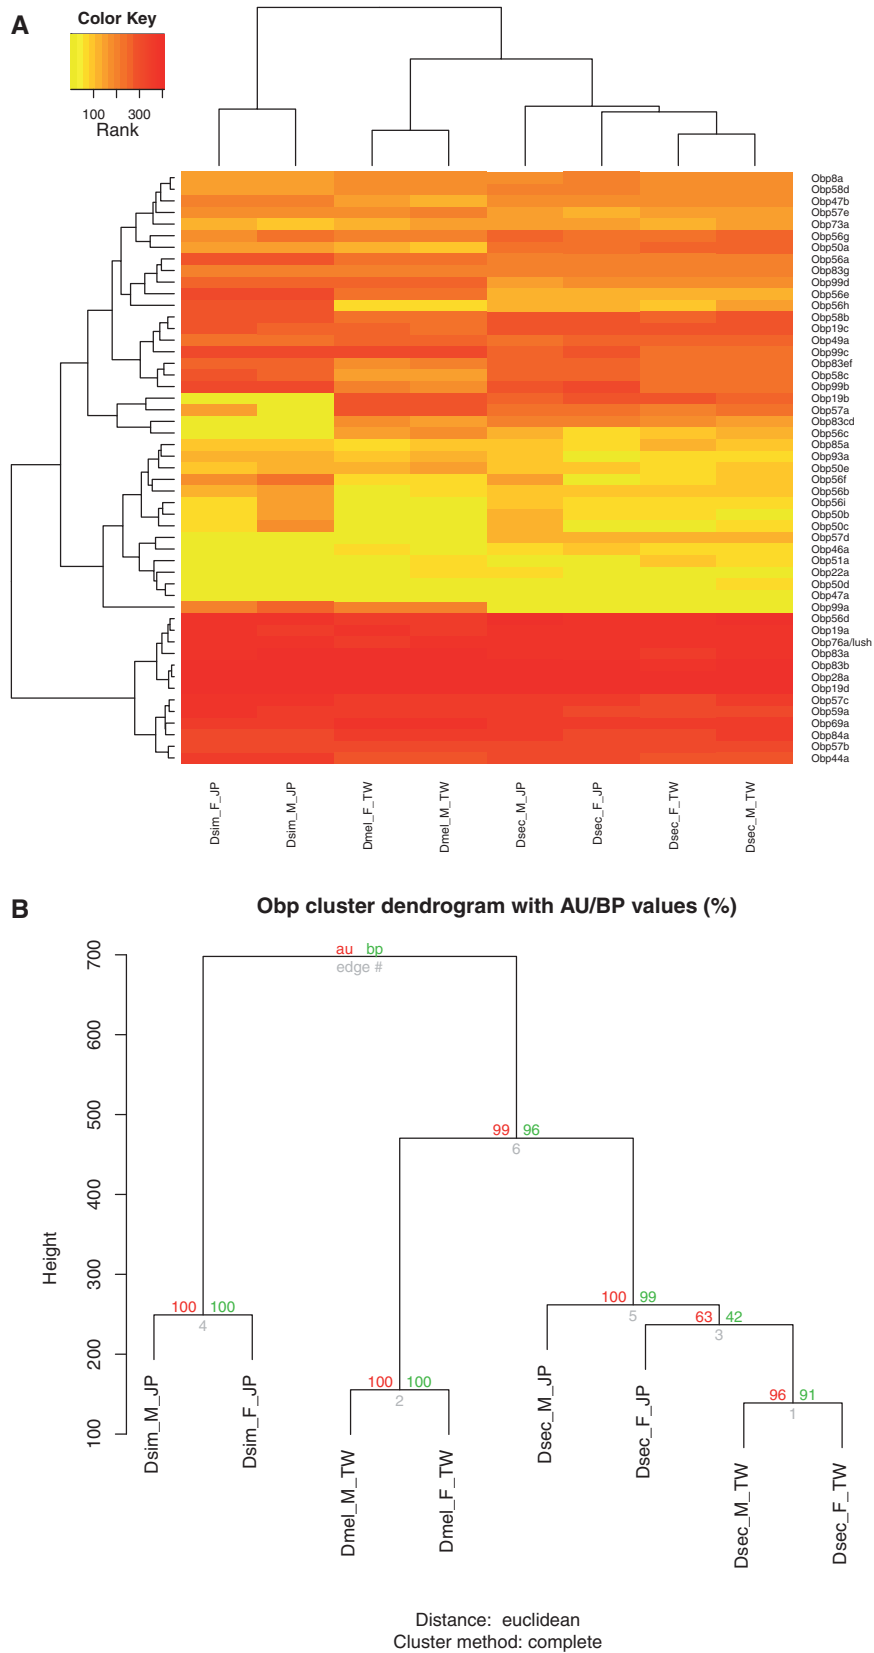 A
Color Key
100 300
Rank
Obp8a
Obp58d
Obp47b
Obp57e
Obp73a
Obp56g
Obp50a
Obp56a
Obp83g
Obp99d
Obp56e
Obp56h
Obp58b
Obp19c
Obp49a
Obp99c
Obp83ef
Obp58c
Obp99b
Obp19b
Obp57a
Obp83cd
Obp56c
Obp85a
Obp93a
Obp50e
Obp56f
Obp56b
Obp56i
Obp50b
Obp50c
Obp57d
Obp46a
Obp51a
Obp22a
Obp50d
Obp47a
Obp99a
Obp56d
Obp19a
Obp76a/lush
Obp83a
Obp83b
Obp28a
Obp19d
Obp57c
Obp59a
Obp69a
Obp84a
Obp57b
Obp44a
Dsim_F_JP
Dsim_M_JP
Dmel_F_TW
Dmel_M_TW
Dsec_M_JP
Dsec_F_JP
Dsec_F_TW
Dsec_M_TW
B
Obp cluster dendrogram with AU/BP values (%)
Height
700
600
500
400
300
200
100
au bp
edge #
99 96
6
100 100
4
100 99
5
63 42
3
100 100
2
96 91
1
Dsim_M_JP
Dsim_F_JP
Dmel_M_TW
Dmel_F_TW
Dsec_M_JP
Dsec_F_JP
Dsec_M_TW
Dsec_F_TW
Distance: euclidean
Cluster method: complete